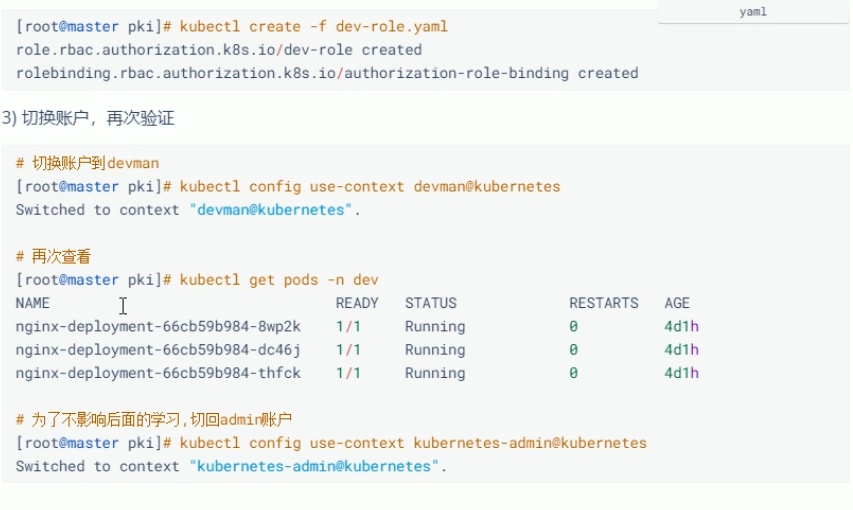 yaml
[root@master pki]# kubectl create -f dev-role.yaml
role.rbac.authorization.k8s.io/dev-role created
rolebinding.rbac.authorization.k8s.io/authorization-role-binding created
3) 切换账户，再次验证
# 切换账户到devman
[root@master pki]# kubectl config use-context devman@kubernetes
Switched to context "devman@kubernetes".
# 再次查看
[root@master pki]# kubectl get pods -n dev
NAME READY STATUS RESTARTS AGE
nginx-deployment-66cb59b984-8wp2k 1/1 Running 0 4d1h
nginx-deployment-66cb59b984-dc46j 1/1 Running 0 4d1h
nginx-deployment-66cb59b984-thfck 1/1 Running 0 4d1h
# 为了不影响后面的学习,切回admin账户
[root@master pki]# kubectl config use-context kubernetes-admin@kubernetes
Switched to context "kubernetes-admin@kubernetes".